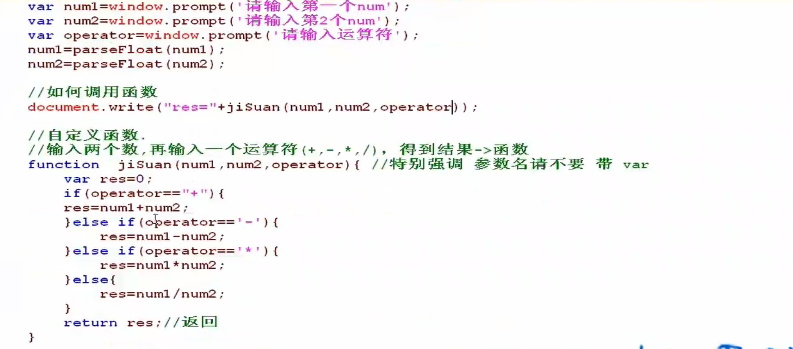 var num1=window.prompt('请输入第一个num');
var num2=window.prompt('请输入第2个num');
var operator=window.prompt('请输入运算符');
num1=parseFloat(num1);
num2=parseFloat(num2);
//如何调用函数
document.write("res="+jiSuan(num1,num2,operator));
//自定义函数.
//输入两个数,再输入一个运算符(+,-,*,/), 得到结果->函数
function jiSuan(num1,num2,operator){ //特别强调 参数名请不要 带 var
var res=0;
if(operator=="+"){
res=num1+num2;
}else if(operator=='-'){
res=num1-num2;
}else if(operator=='*'){
res=num1*num2;
}else{
res=num1/num2;
}
return res;//返回
}